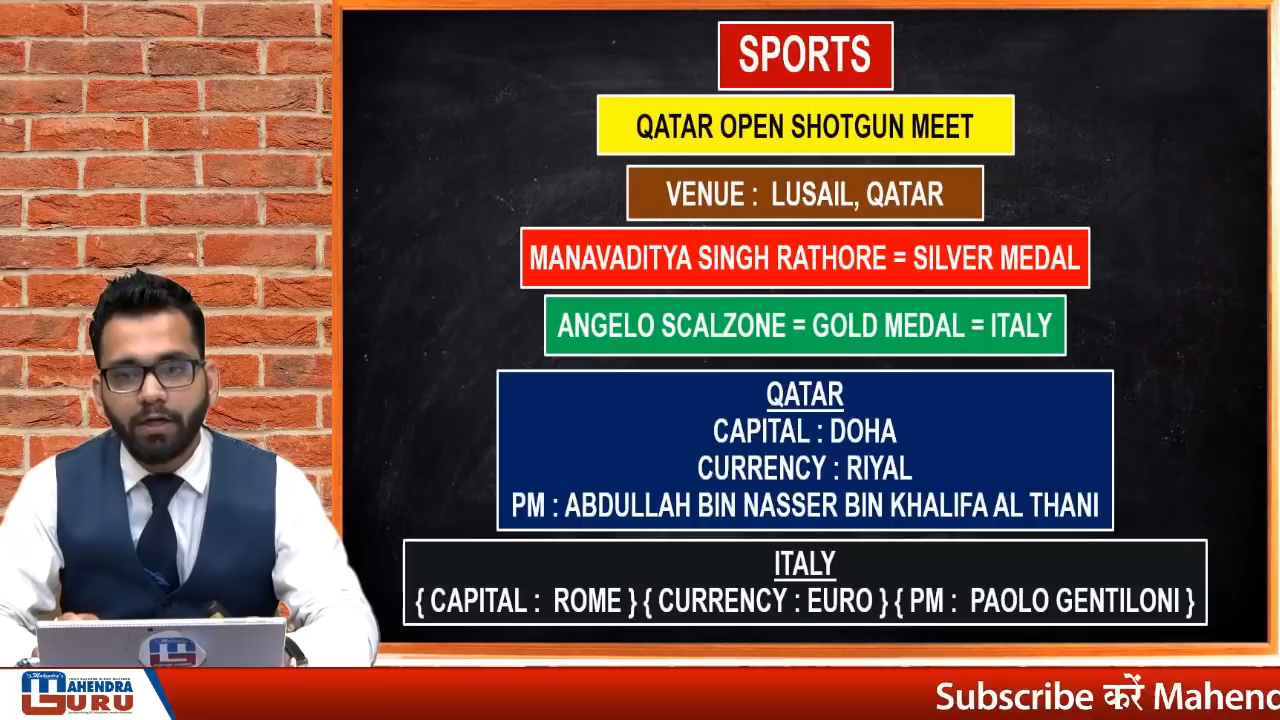 SPORTS
QATAR OPEN SHOTGUN MEET
VENUE : LUSAIL, QATAR
MANAVADITYA SINGH RATHORE = SILVER MEDAL
ANGELO SCALZONE = GOLD MEDAL = ITALY
QATAR
CAPITAL : DOHA
CURRENCY : RIYAL
PM : ABDULLAH BIN NASSER BIN KHALIFA AL THANI
ITALY
{ CAPITAL : ROME } { CURRENCY : EURO } { PM : PAOLO GENTILONI }
Mahendra's
MAHENDRA
GURU
Subscribe करें Mahend